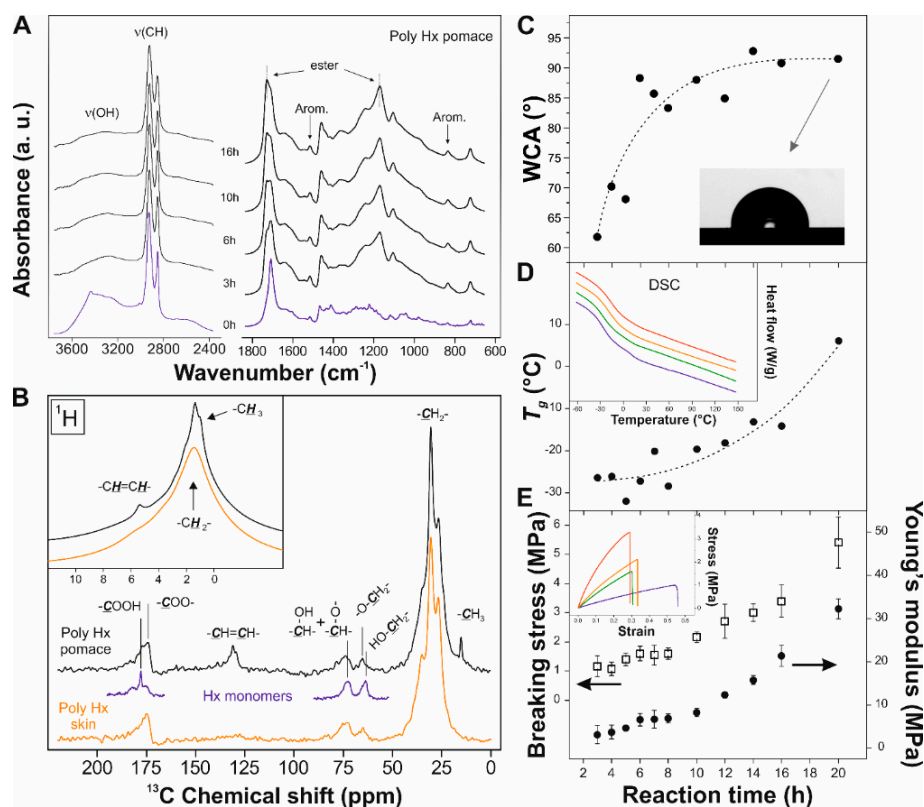 A
ν(CH)
Poly Hx pomace
ester
ν(OH)
Arom.
Arom.
16h
10h
6h
3h
0h
Absorbance (a. u.)
3600 3200 2800 2400 1800 1600 1400 1200 1000 800 600
Wavenumber (cm-1)
B
1H
-CH3
-CH=CH-
-CH2-
12 10 8 6 4 2 0
-CH2-
-COOH
-COO-
-CH=CH-
OH O
-CH- + -CH-
-O-CH2-
HO-CH2-
-CH3
Poly Hx
pomace
Hx monomers
Poly Hx
skin
200 175 150 125 100 75 50 25 0
13C Chemical shift (ppm)
C
WCA (°)
95
90
85
80
75
70
65
60
D
DSC
Heat flow (W/g)
-60 -30 0 30 60 90 120 150
Temperature (°C)
Tg (°C)
10
0
-10
-20
-30
E
Breaking stress (MPa)
6
5
4
3
2
1
0
Stress (MPa)
3
2
1
0
0.0 0.1 0.2 0.3 0.4 0.5 0.6
Strain
Young's modulus (MPa)
50
40
30
20
10
0
2 4 6 8 10 12 14 16 18 20
Reaction time (h)